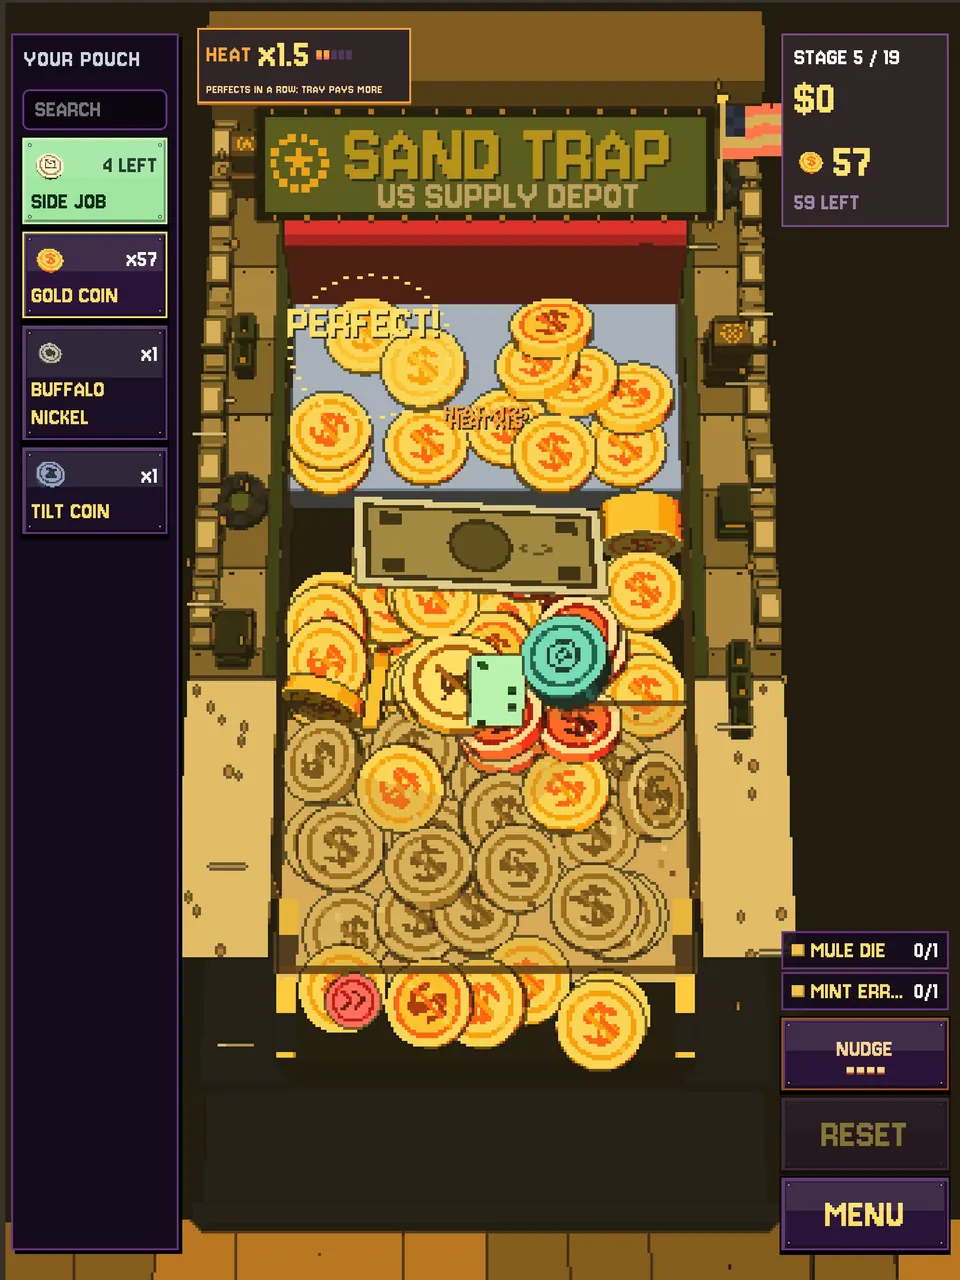 YOUR POUCH
SEARCH
4 LEFT
SIDE JOB
x57
GOLD COIN
x1
BUFFALO
NICKEL
x1
TILT COIN
HEAT x1.5
PERFECTS IN A ROW: TRAY PAYS MORE
SAND TRAP
US SUPPLY DEPOT
PERFECT!
STAGE 5 / 19
$0
57
59 LEFT
MULE DIE 0/1
MINT ERR... 0/1
NUDGE
RESET
MENU